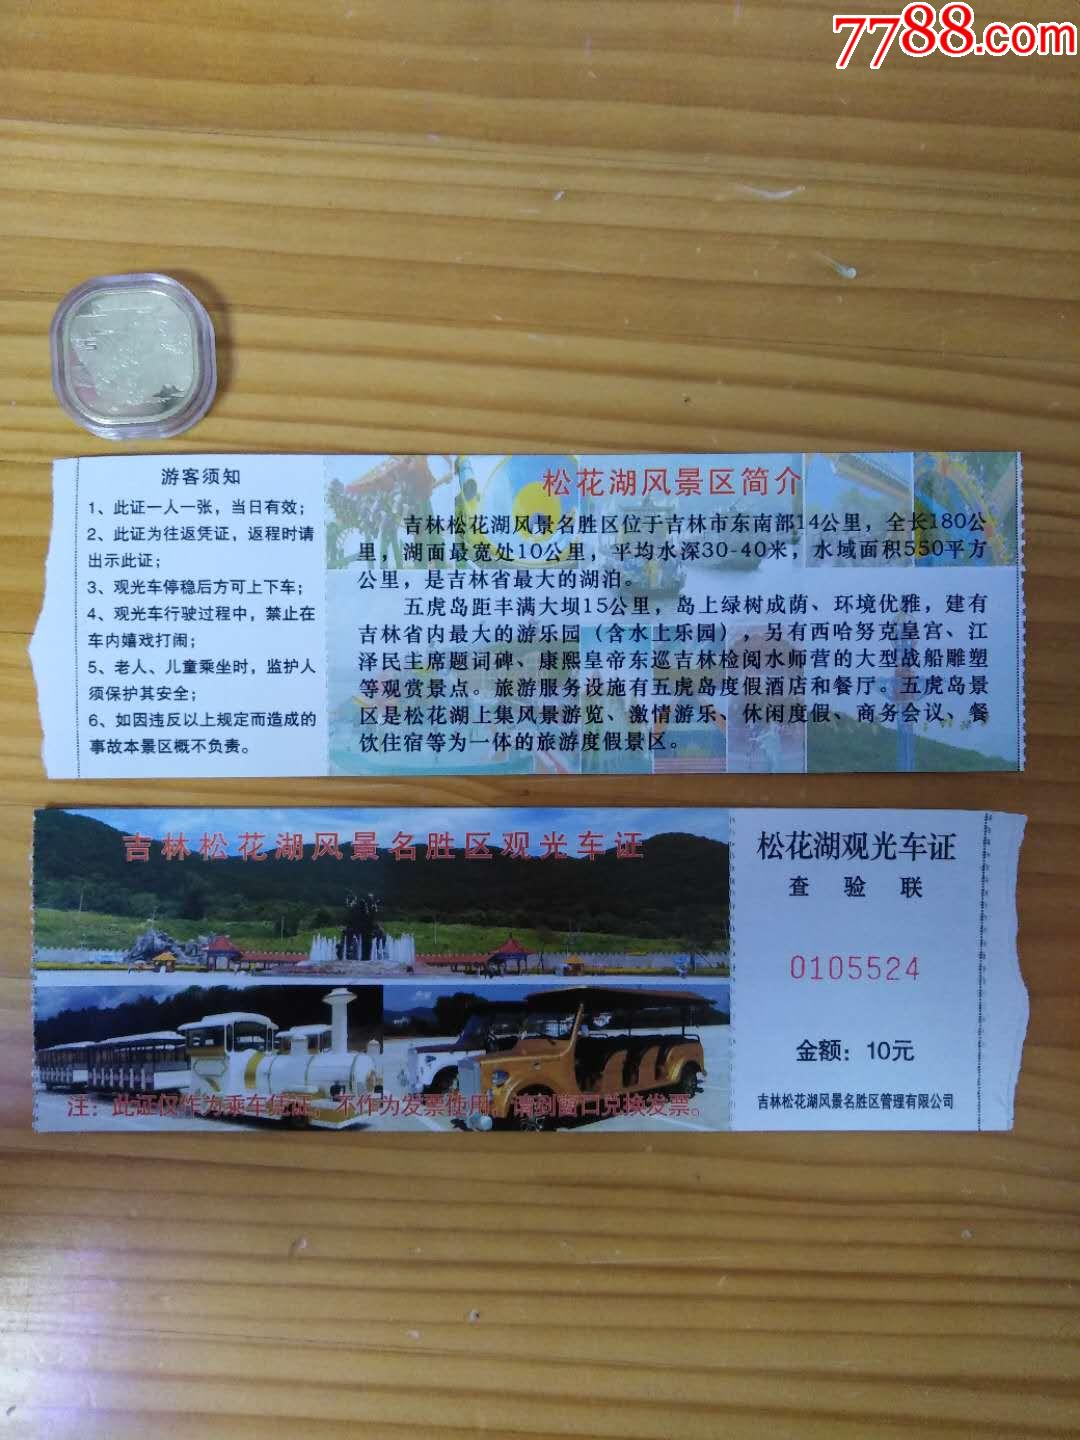 7788.com
游客须知
1、此证一人一张，当日有效；
2、此证为往返凭证，返程时请
出示此证；
3、观光车停稳后方可上下车；
4、观光车行驶过程中，禁止在
车内嬉戏打闹；
5、老人、儿童乘坐时，监护人
须保护其安全；
6、如因违反以上规定而造成的
事故本景区概不负责。
松花湖风景区简介
吉林松花湖风景名胜区位于吉林市东南部14公里，全长180公
里，湖面最宽处10公里，平均水深30-40米，水域面积550平方
公里，是吉林省最大的湖泊。
五虎岛距丰满大坝15公里，岛上绿树成荫、环境优雅，建有
吉林省内最大的游乐园（含水上乐园），另有西哈努克皇宫、江
泽民主席题词碑、康熙皇帝东巡吉林检阅水师营的大型战船雕塑
等观赏景点。旅游服务设施有五虎岛度假酒店和餐厅。五虎岛景
区是松花湖上集风景游览、激情游乐、休闲度假、商务会议、餐
饮住宿等为一体的旅游度假景区。
吉林松花湖风景名胜区观光车证
注：此证仅作为乘车凭证，不作为发票使用。请到窗口兑换发票。
松花湖观光车证
查验联
0105524
金额：10元
吉林松花湖风景名胜区管理有限公司